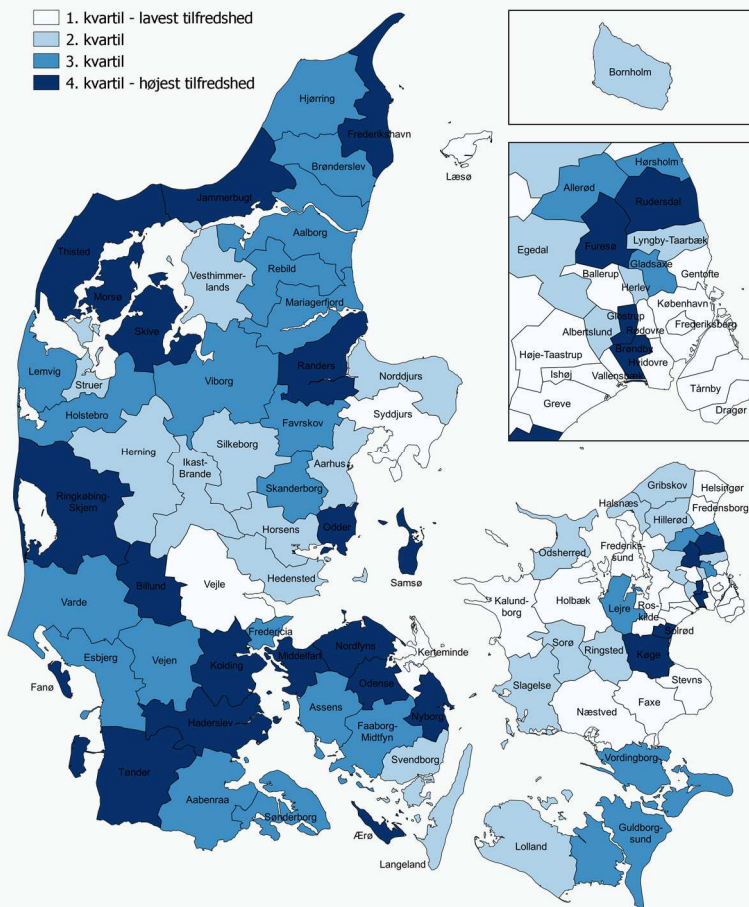 1. kvartil - lavest tilfredshed
2. kvartil
3. kvartil
4. kvartil - højest tilfredshed
Bornholm
Hjørring
Frederikshavn
Brønderslev
Læsø
Jammerbugt
Thisted
Aalborg
Vesthimmer-
lands
Rebild
Morsø
Mariagerfjord
Skive
Randers
Lemvig
Struer
Viborg
Norddjurs
Syddjurs
Holstebro
Favrskov
Herning
Ikast-
Brande
Silkeborg
Aarhus
Skanderborg
Ringkøbing-
Skjern
Horsens
Odder
Samsø
Hedensted
Billund
Vejle
Varde
Fredericia
Esbjerg
Vejen
Kolding
Middelfart
Nordfyns
Kerteminde
Odense
Fanø
Assens
Nyborg
Haderslev
Faaborg-
Midtfyn
Svendborg
Tønder
Aabenraa
Sønderborg
Ærø
Langeland
Hørsholm
Allerød
Rudersdal
Egedal
Furesø
Lyngby-Taarbæk
Gladsaxe
Ballerup
Gentofte
Herlev
København
Glostrup
Frederiksberg
Albertslund
Rødovre
Høje-Taastrup
Brøndby
Hvidovre
Ishøj
Vallensbæk
Tårnby
Greve
Dragør
Gribskov
Helsingør
Halsnæs
Fredensborg
Hillerød
Odsherred
Frederiks-
sund
Kalund-
borg
Holbæk
Lejre
Ros-
kilde
Solrød
Sorø
Ringsted
Køge
Stevns
Slagelse
Næstved
Faxe
Vordingborg
Guldborg-
sund
Lolland